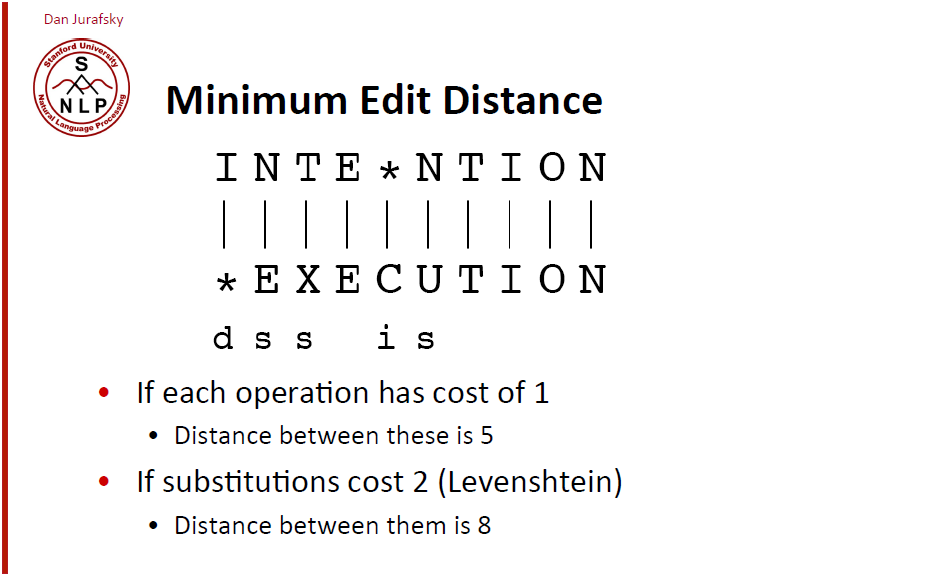 Dan Jurafsky
Stanford University
S
N L P
Natural Language Processing
Minimum Edit Distance
I N T E * N T I O N
| | | | | | | | | |
* E X E C U T I O N
d s s i s
• If each operation has cost of 1
• Distance between these is 5
• If substitutions cost 2 (Levenshtein)
• Distance between them is 8